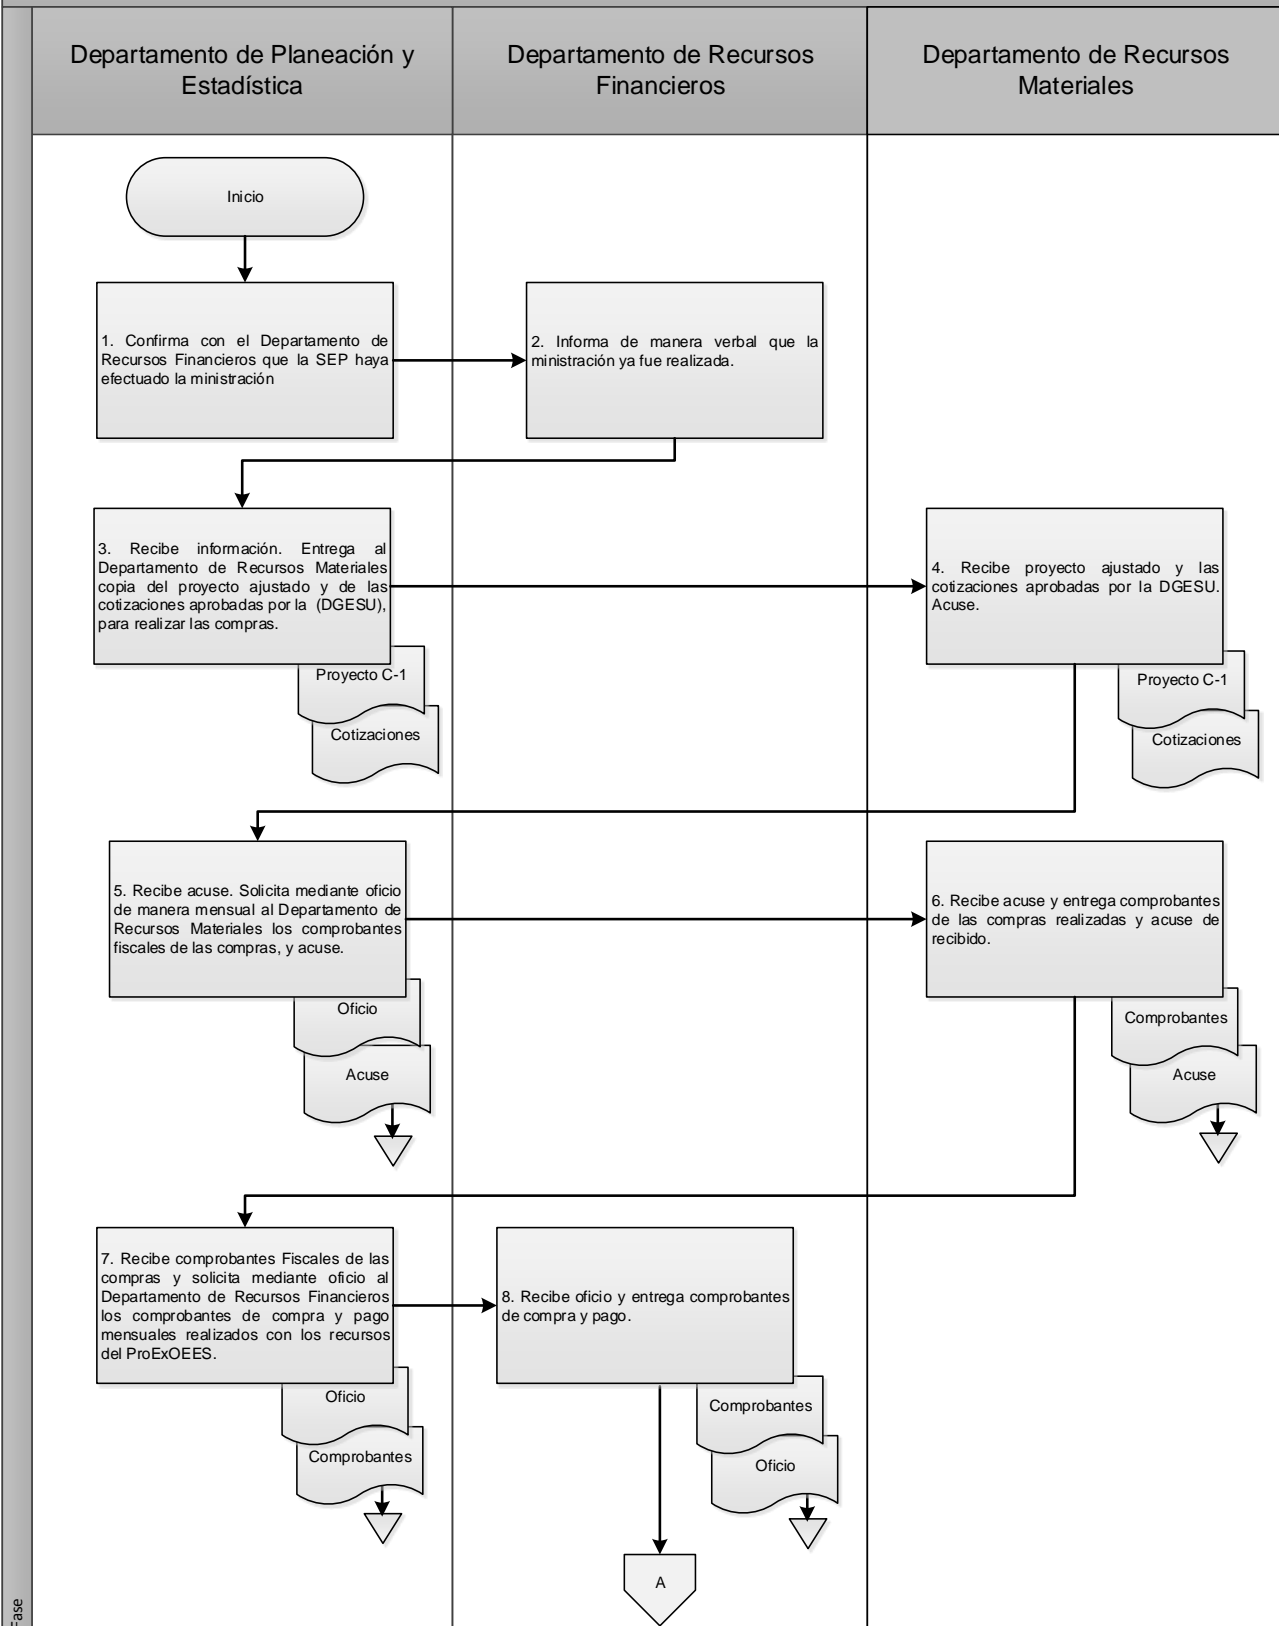 Departamento de Planeación y
Estadística
Departamento de Recursos
Financieros
Departamento de Recursos
Materiales
Inicio
1. Confirma con el Departamento de
Recursos Financieros que la SEP haya
efectuado la ministración
2. Informa de manera verbal que la
ministración ya fue realizada.
3. Recibe información. Entrega al
Departamento de Recursos Materiales
copia del proyecto ajustado y de las
cotizaciones aprobadas por la (DGESU),
para realizar las compras.
Proyecto C-1
Cotizaciones
4. Recibe proyecto ajustado y las
cotizaciones aprobadas por la DGESU.
Acuse.
Proyecto C-1
Cotizaciones
5. Recibe acuse. Solicita mediante oficio
de manera mensual al Departamento de
Recursos Materiales los comprobantes
fiscales de las compras, y acuse.
Oficio
Acuse
6. Recibe acuse y entrega comprobantes
de las compras realizadas y acuse de
recibido.
Comprobantes
Acuse
7. Recibe comprobantes Fiscales de las
compras y solicita mediante oficio al
Departamento de Recursos Financieros
los comprobantes de compra y pago
mensuales realizados con los recursos
del ProExOEES.
Oficio
Comprobantes
8. Recibe oficio y entrega comprobantes
de compra y pago.
Comprobantes
Oficio
A
Fase